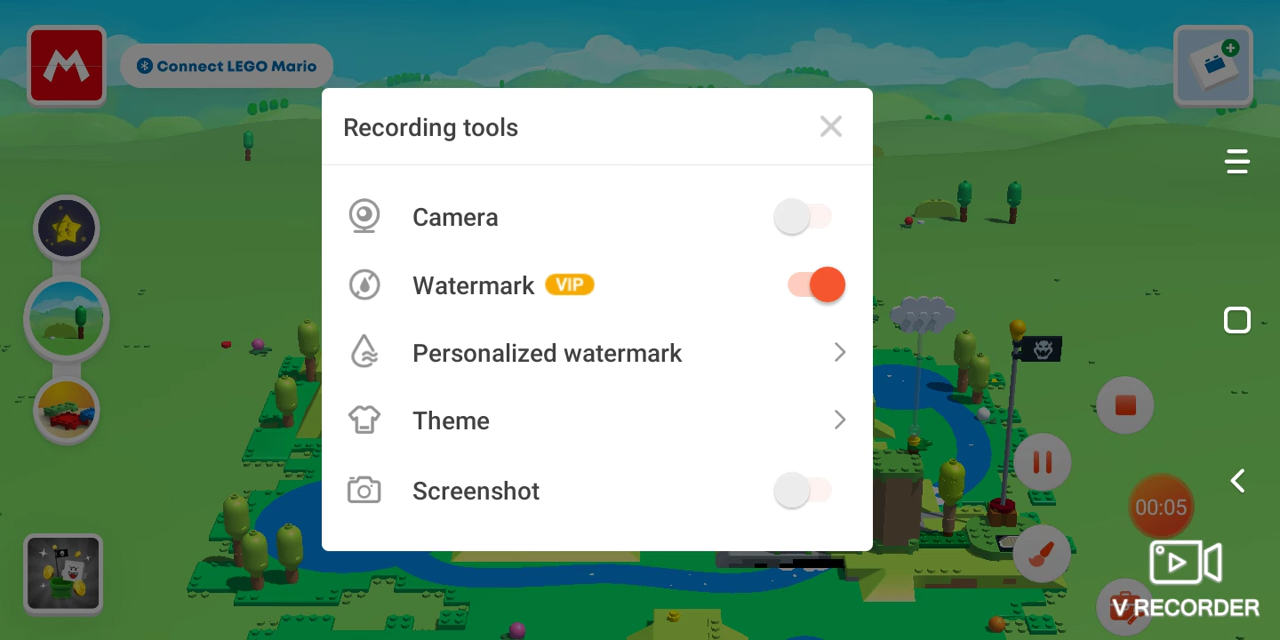 M
Connect LEGO Mario
Recording tools
Camera
Watermark VIP
Personalized watermark
Theme
Screenshot
00:05
V RECORDER